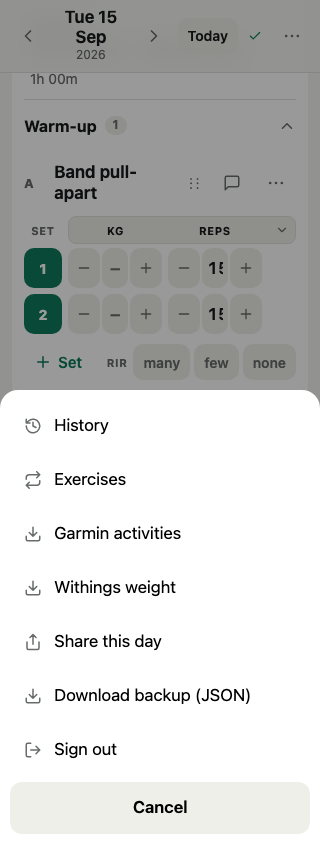 Tue 15
Sep
2026
Today
1h 00m
Warm-up 1
A Band pull-
apart
SET KG REPS
1 − – + − 15 +
2 − – + − 15 +
+ Set RIR many few none
History
Exercises
Garmin activities
Withings weight
Share this day
Download backup (JSON)
Sign out
Cancel